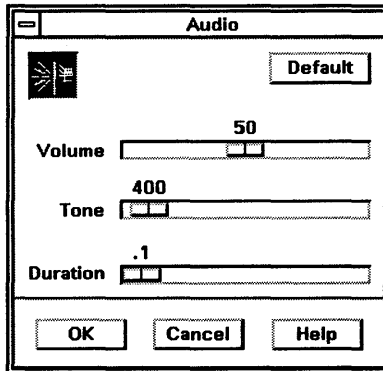 Audio
Default
50
Volume
400
Tone
.1
Duration
OK Cancel Help